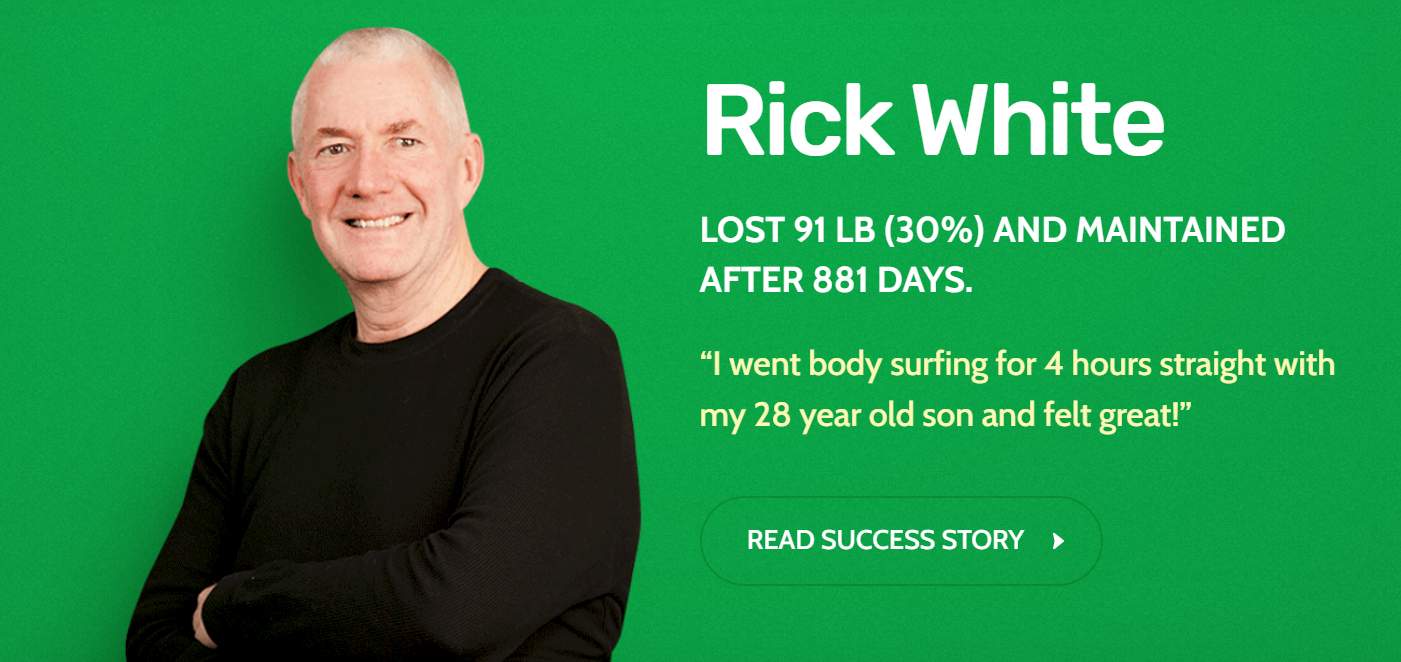 Rick White
LOST 91 LB (30%) AND MAINTAINED
AFTER 881 DAYS.
“I went body surfing for 4 hours straight with
my 28 year old son and felt great!”
READ SUCCESS STORY